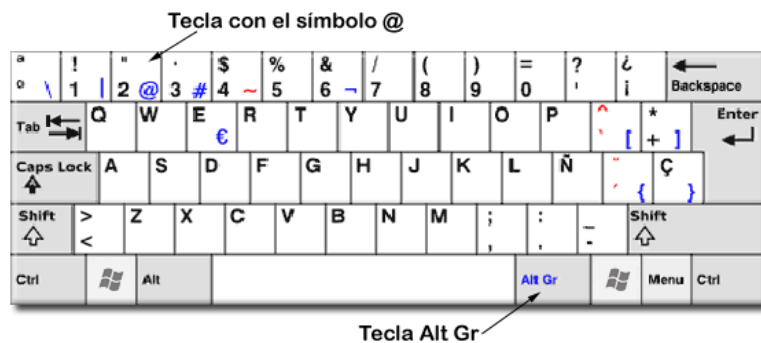 Tecla con el símbolo @
ª ! " · $ % & / ( ) = ? ¿
º \ 1 | 2 @ 3 # 4 ~ 5 6 ¬ 7 8 9 0 ' ¡ Backspace
Tab Q W E € R T Y U I O P ^ ` [ * + ] Enter
Caps Lock A S D F G H J K L Ñ ¨ ´ { Ç }
Shift > < Z X C V B N M ; , : . _ - Shift
Ctrl Alt Alt Gr Menu Ctrl
Tecla Alt Gr